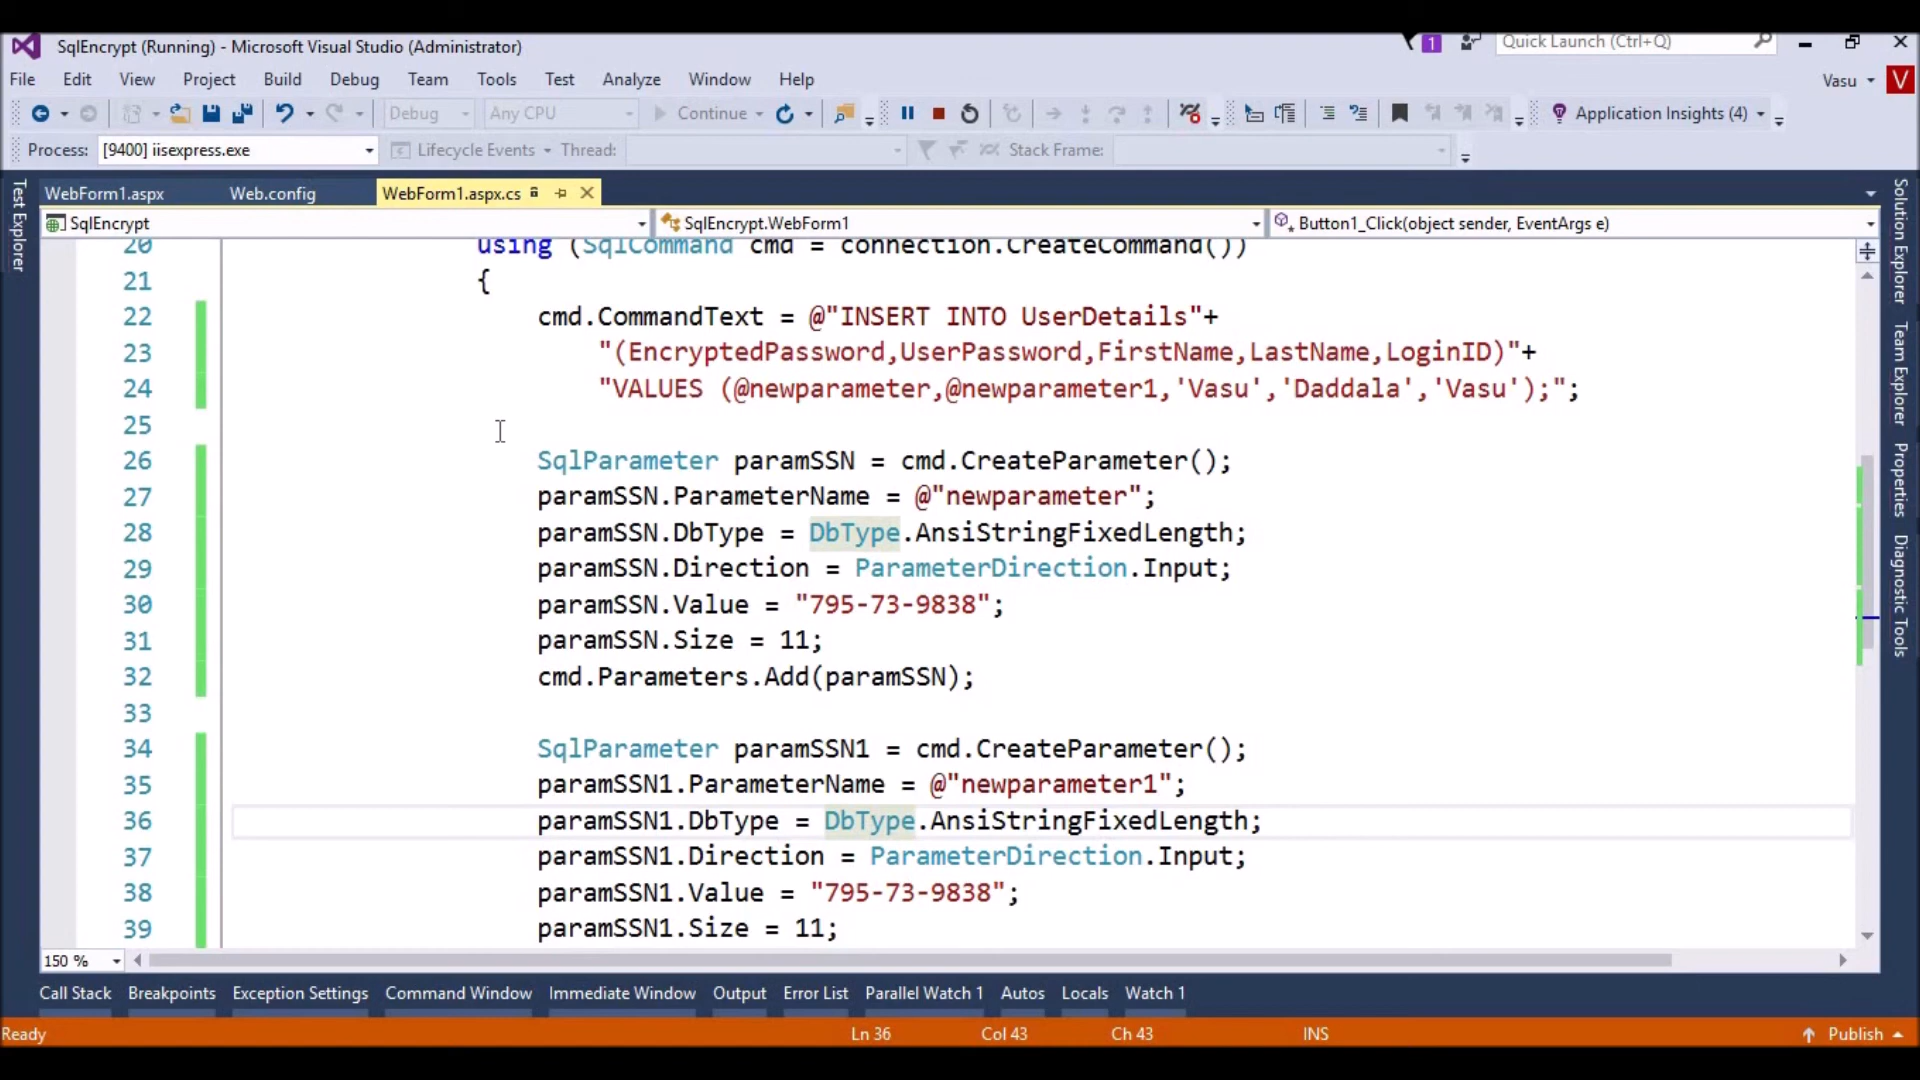 SqlEncrypt (Running) - Microsoft Visual Studio (Administrator)
1
Quick Launch (Ctrl+Q)
File Edit View Project Build Debug Team Tools Test Analyze Window Help
Vasu
V
Debug Any CPU Continue Application Insights (4)
Process: [9400] iisexpress.exe Lifecycle Events Thread: Stack Frame:
WebForm1.aspx Web.config WebForm1.aspx.cs
SqlEncrypt SqlEncrypt.WebForm1 Button1_Click(object sender, EventArgs e)
Test Explorer
20 using (SqlCommand cmd = connection.CreateCommand())
21 {
22 cmd.CommandText = @"INSERT INTO UserDetails"+
23 "(EncryptedPassword,UserPassword,FirstName,LastName,LoginID)"+
24 "VALUES (@newparameter,@newparameter1,'Vasu','Daddala','Vasu');";
25
26 SqlParameter paramSSN = cmd.CreateParameter();
27 paramSSN.ParameterName = @"newparameter";
28 paramSSN.DbType = DbType.AnsiStringFixedLength;
29 paramSSN.Direction = ParameterDirection.Input;
30 paramSSN.Value = "795-73-9838";
31 paramSSN.Size = 11;
32 cmd.Parameters.Add(paramSSN);
33
34 SqlParameter paramSSN1 = cmd.CreateParameter();
35 paramSSN1.ParameterName = @"newparameter1";
36 paramSSN1.DbType = DbType.AnsiStringFixedLength;
37 paramSSN1.Direction = ParameterDirection.Input;
38 paramSSN1.Value = "795-73-9838";
39 paramSSN1.Size = 11;
Solution Explorer
Team Explorer
Properties
Diagnostic Tools
150 %
Call Stack Breakpoints Exception Settings Command Window Immediate Window Output Error List Parallel Watch 1 Autos Locals Watch 1
Ready Ln 36 Col 43 Ch 43 INS Publish